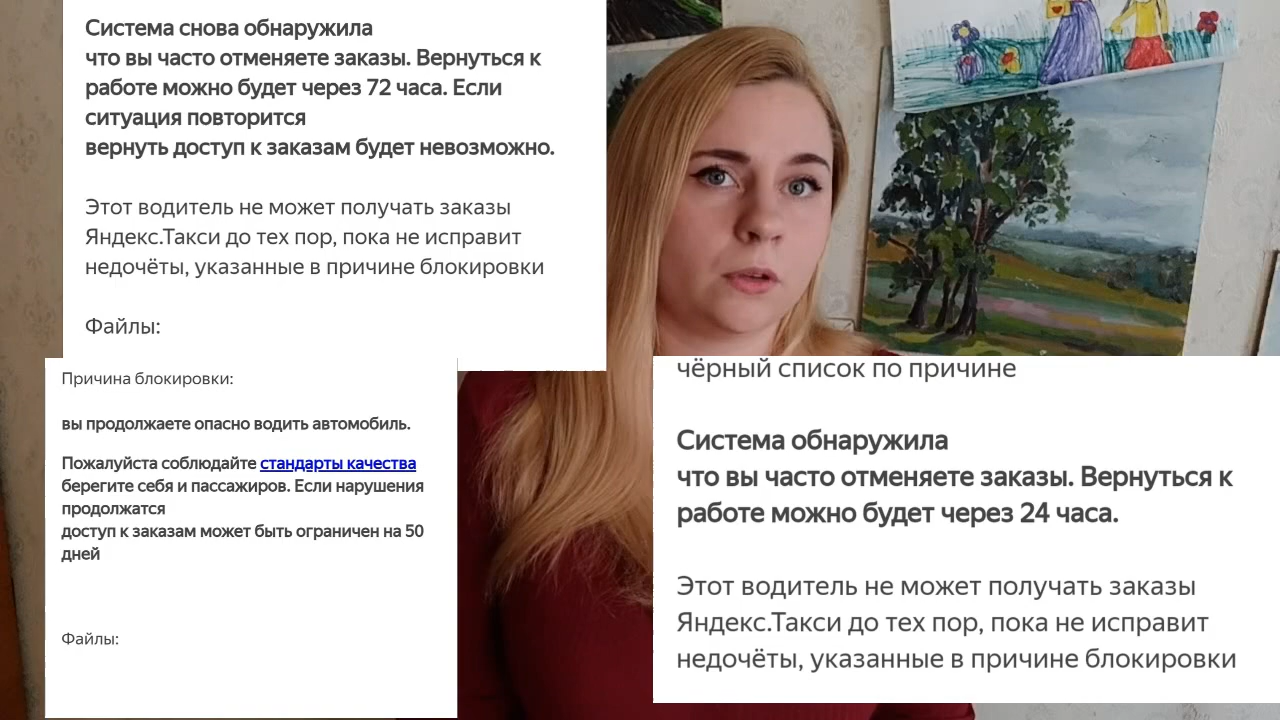 Система снова обнаружила
что вы часто отменяете заказы. Вернуться к
работе можно будет через 72 часа. Если
ситуация повторится
вернуть доступ к заказам будет невозможно.
Этот водитель не может получать заказы
Яндекс.Такси до тех пор, пока не исправит
недочёты, указанные в причине блокировки
Файлы:
Причина блокировки:
вы продолжаете опасно водить автомобиль.
Пожалуйста соблюдайте стандарты качества
берегите себя и пассажиров. Если нарушения
продолжатся
доступ к заказам может быть ограничен на 50
дней
Файлы:
чёрный список по причине
Система обнаружила
что вы часто отменяете заказы. Вернуться к
работе можно будет через 24 часа.
Этот водитель не может получать заказы
Яндекс.Такси до тех пор, пока не исправит
недочёты, указанные в причине блокировки